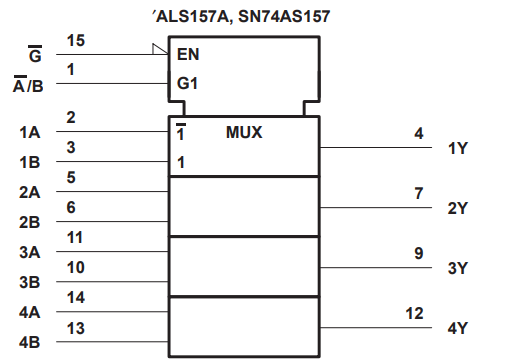 ′ALS157A, SN74AS157
G̅ 15 EN
A̅/B 1 G1
1A 2 1̅ MUX
1B 3 1
4 1Y
2A 5
2B 6
7 2Y
3A 11
3B 10
9 3Y
4A 14
4B 13
12 4Y